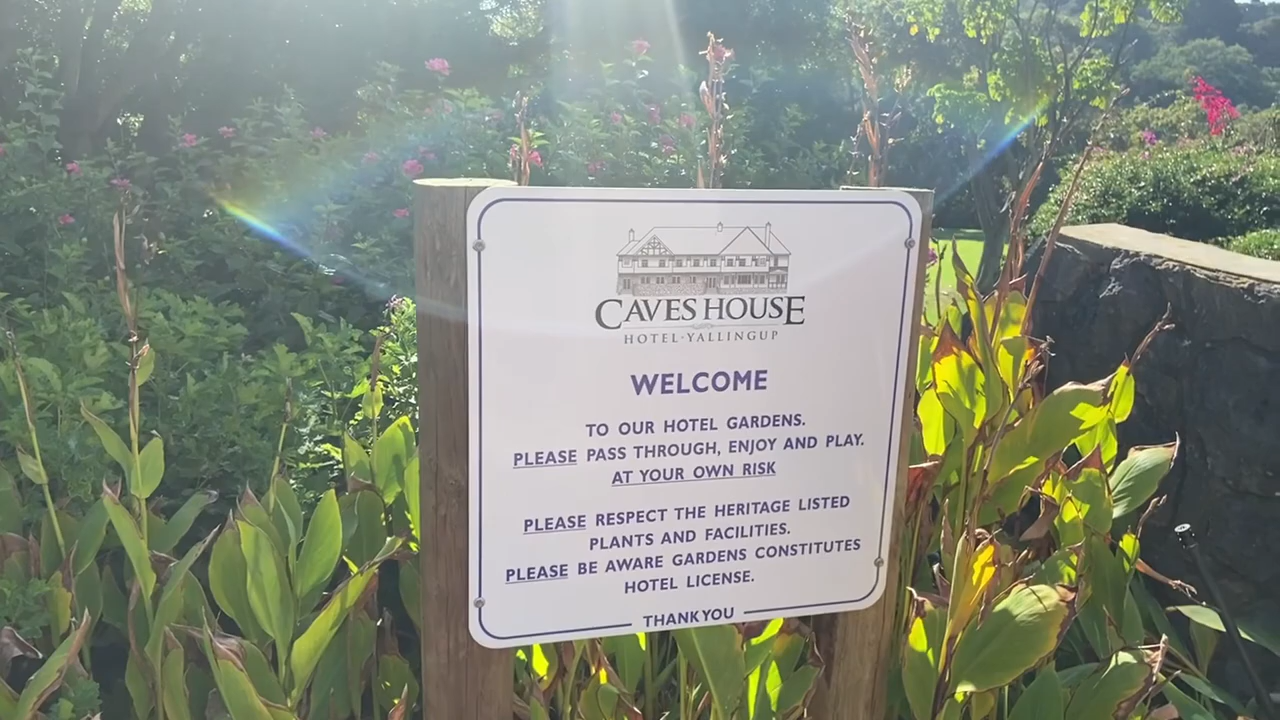 CAVES HOUSE
HOTEL·YALLINGUP
WELCOME
TO OUR HOTEL GARDENS.
PLEASE PASS THROUGH, ENJOY AND PLAY.
AT YOUR OWN RISK
PLEASE RESPECT THE HERITAGE LISTED
PLANTS AND FACILITIES.
PLEASE BE AWARE GARDENS CONSTITUTES
HOTEL LICENSE.
THANK YOU